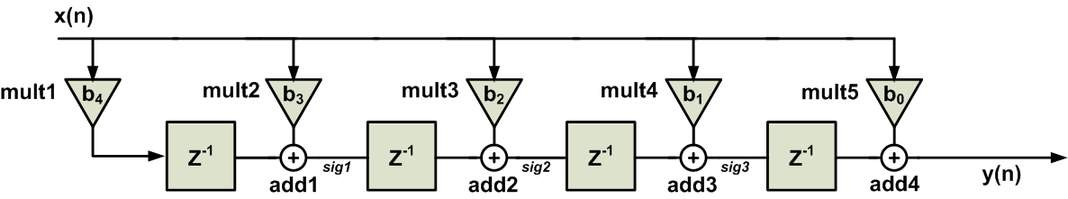 x(n)
mult1 b₄ mult2 b₃ mult3 b₂ mult4 b₁ mult5 b₀
Z⁻¹ + sig1 Z⁻¹ + sig2 Z⁻¹ + sig3 Z⁻¹ +
add1 add2 add3 add4 y(n)